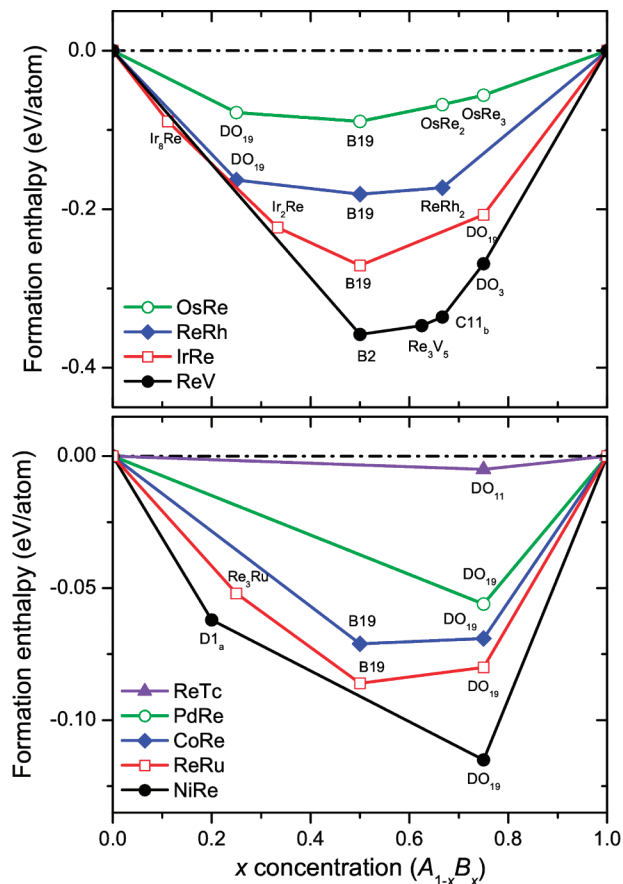 Formation enthalpy (eV/atom)
0.0
-0.2
-0.4
Ir₈Re
DO₁₉
DO₁₉
B19
OsRe₂
OsRe₃
Ir₂Re
B19
ReRh₂
DO₁₉
B19
DO₃
C11b
Re₃V₅
B2
OsRe
ReRh
IrRe
ReV
Formation enthalpy (eV/atom)
0.00
-0.05
-0.10
DO₁₁
Re₃Ru
DO₁₉
D1ₐ
B19
DO₁₉
B19
DO₁₉
DO₁₉
ReTc
PdRe
CoRe
ReRu
NiRe
0.0 0.2 0.4 0.6 0.8 1.0
x concentration (A₁₋ₓBₓ)